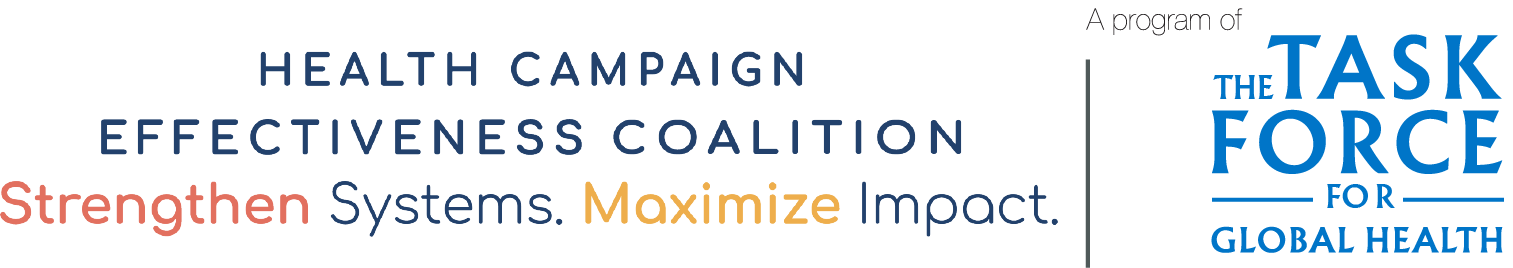 HEALTH CAMPAIGN
EFFECTIVENESS COALITION
Strengthen Systems. Maximize Impact.
A program of
THE TASK
FORCE
FOR
GLOBAL HEALTH